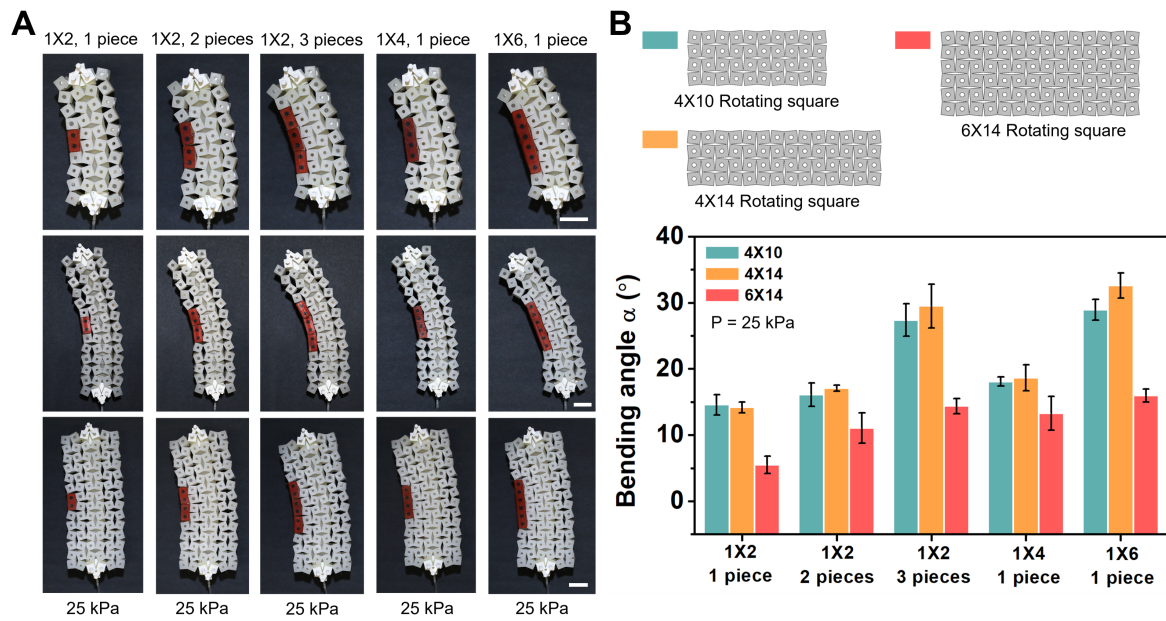 A
1X2, 1 piece
1X2, 2 pieces
1X2, 3 pieces
1X4, 1 piece
1X6, 1 piece
25 kPa
25 kPa
25 kPa
25 kPa
25 kPa
B
4X10 Rotating square
6X14 Rotating square
4X14 Rotating square
Bending angle α (°)
40
30
20
10
0
4X10
4X14
6X14
P = 25 kPa
1X2
1 piece
1X2
2 pieces
1X2
3 pieces
1X4
1 piece
1X6
1 piece